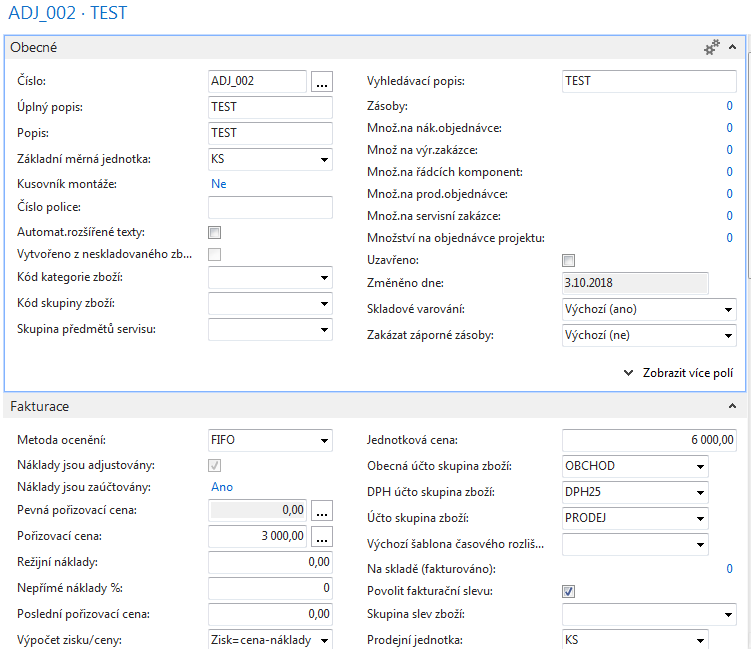 ADJ_002 · TEST
Obecné
Číslo: ADJ_002 ...
Úplný popis: TEST
Popis: TEST
Základní měrná jednotka: KS
Kusovník montáže: Ne
Číslo police:
Automat.rozšířené texty:
Vytvořeno z neskladovaného zb...
Kód kategorie zboží:
Kód skupiny zboží:
Skupina předmětů servisu:
Vyhledávací popis: TEST
Zásoby: 0
Množ.na nák.objednávce: 0
Množ na výr.zakázce: 0
Množ.na řádcích komponent: 0
Množ.na prod.objednávce: 0
Množ.na servisní zakázce: 0
Množství na objednávce projektu: 0
Uzavřeno:
Změněno dne: 3.10.2018
Skladové varování: Výchozí (ano)
Zakázat záporné zásoby: Výchozí (ne)
Zobrazit více polí
Fakturace
Metoda ocenění: FIFO
Náklady jsou adjustovány:
Náklady jsou zaúčtovány: Ano
Pevná pořizovací cena: 0,00 ...
Pořizovací cena: 3 000,00 ...
Režijní náklady: 0,00
Nepřímé náklady %: 0
Poslední pořizovací cena: 0,00
Výpočet zisku/ceny: Zisk=cena-náklady
Jednotková cena: 6 000,00
Obecná účto skupina zboží: OBCHOD
DPH účto skupina zboží: DPH25
Účto skupina zboží: PRODEJ
Výchozí šablona časového rozliš...
Na skladě (fakturováno): 0
Povolit fakturační slevu:
Skupina slev zboží:
Prodejní jednotka: KS